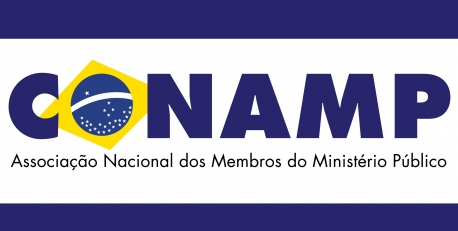 CONAMP
Associação Nacional dos Membros do Ministério Público